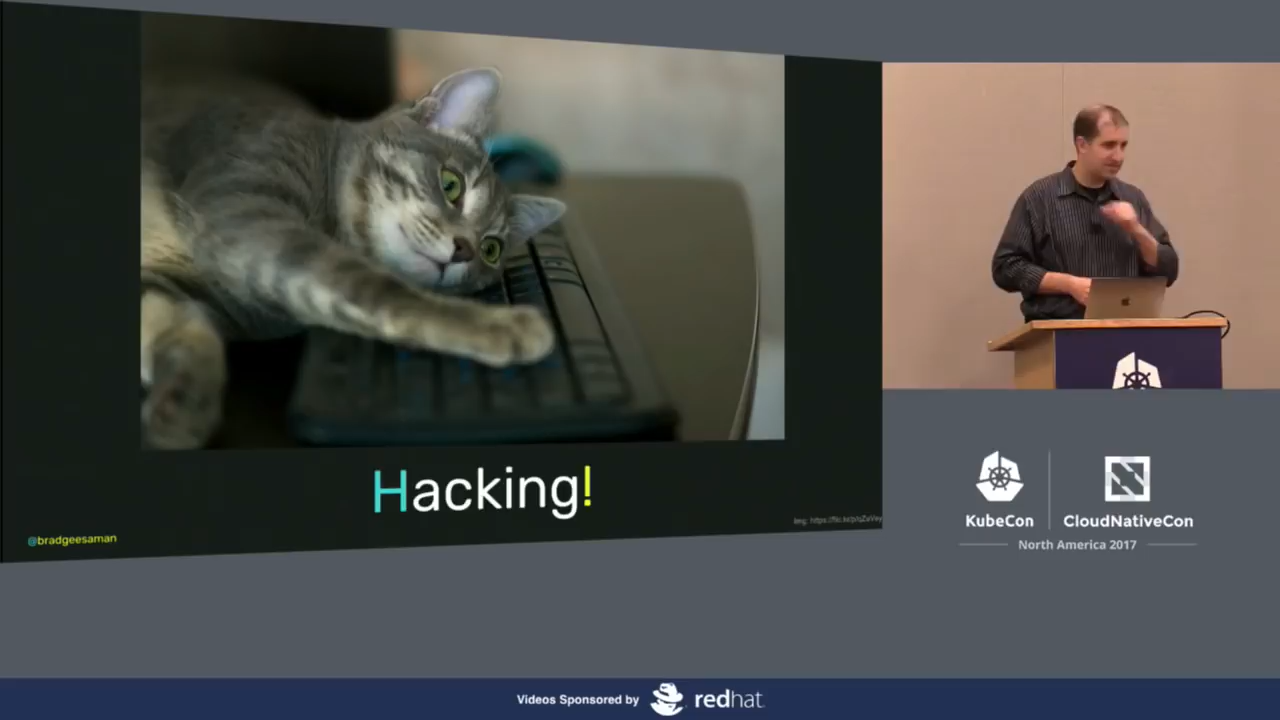 Hacking!
@bradgeesaman
KubeCon
CloudNativeCon
North America 2017
Videos Sponsored by
redhat.